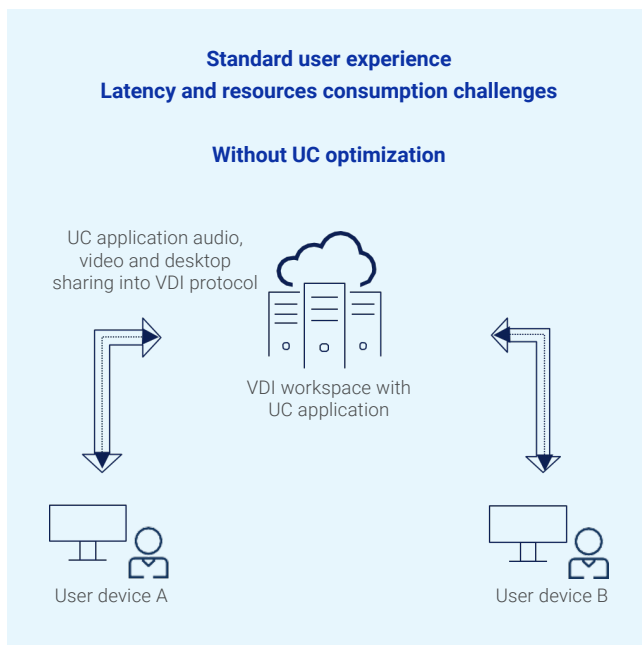 Standard user experience
Latency and resources consumption challenges
Without UC optimization
UC application audio,
video and desktop
sharing into VDI protocol
VDI workspace with
UC application
User device A
User device B